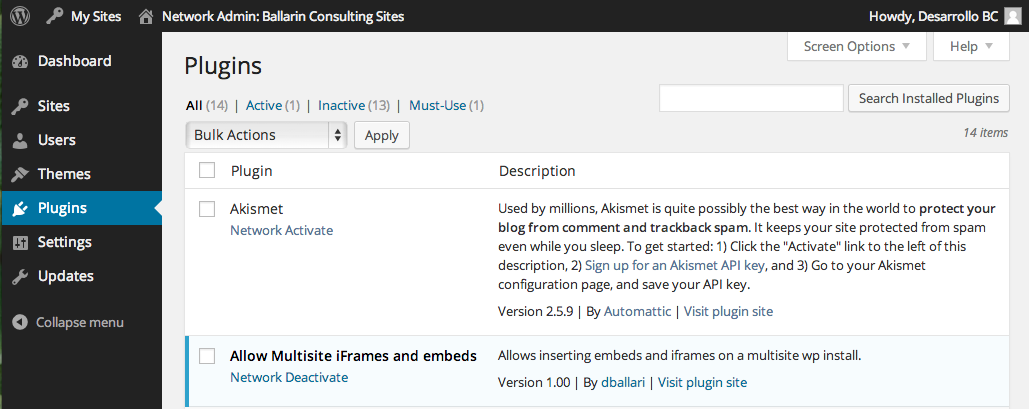 My Sites Network Admin: Ballarin Consulting Sites Howdy, Desarrollo BC
Dashboard
Sites
Users
Themes
Plugins
Settings
Updates
Collapse menu
Screen Options Help
Plugins
All (14) | Active (1) | Inactive (13) | Must-Use (1)
Search Installed Plugins
Bulk Actions Apply
14 items
Plugin Description
Akismet
Network Activate
Used by millions, Akismet is quite possibly the best way in the world to protect your
blog from comment and trackback spam. It keeps your site protected from spam
even while you sleep. To get started: 1) Click the "Activate" link to the left of this
description, 2) Sign up for an Akismet API key, and 3) Go to your Akismet
configuration page, and save your API key.
Version 2.5.9 | By Automattic | Visit plugin site
Allow Multisite iFrames and embeds
Network Deactivate
Allows inserting embeds and iframes on a multisite wp install.
Version 1.00 | By dballari | Visit plugin site